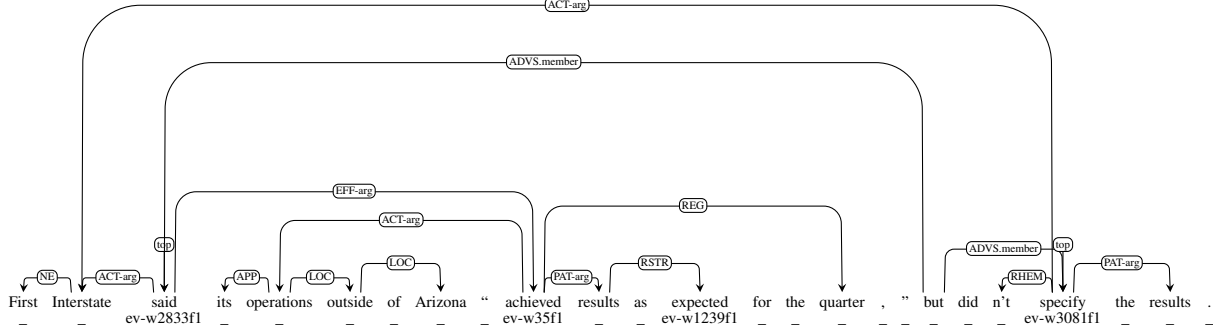 ACT-arg
ADVS.member
EFF-arg
REG
ACT-arg
top ADVS.member top
LOC RSTR
NE ACT-arg APP LOC PAT-arg RHEM PAT-arg
First Interstate said its operations outside of Arizona “ achieved results as expected for the quarter , ” but did n't specify the results .
_ _ ev-w2833f1 _ _ _ _ _ _ ev-w35f1 _ _ ev-w1239f1 _ _ _ _ _ _ _ _ ev-w3081f1 _ _ _